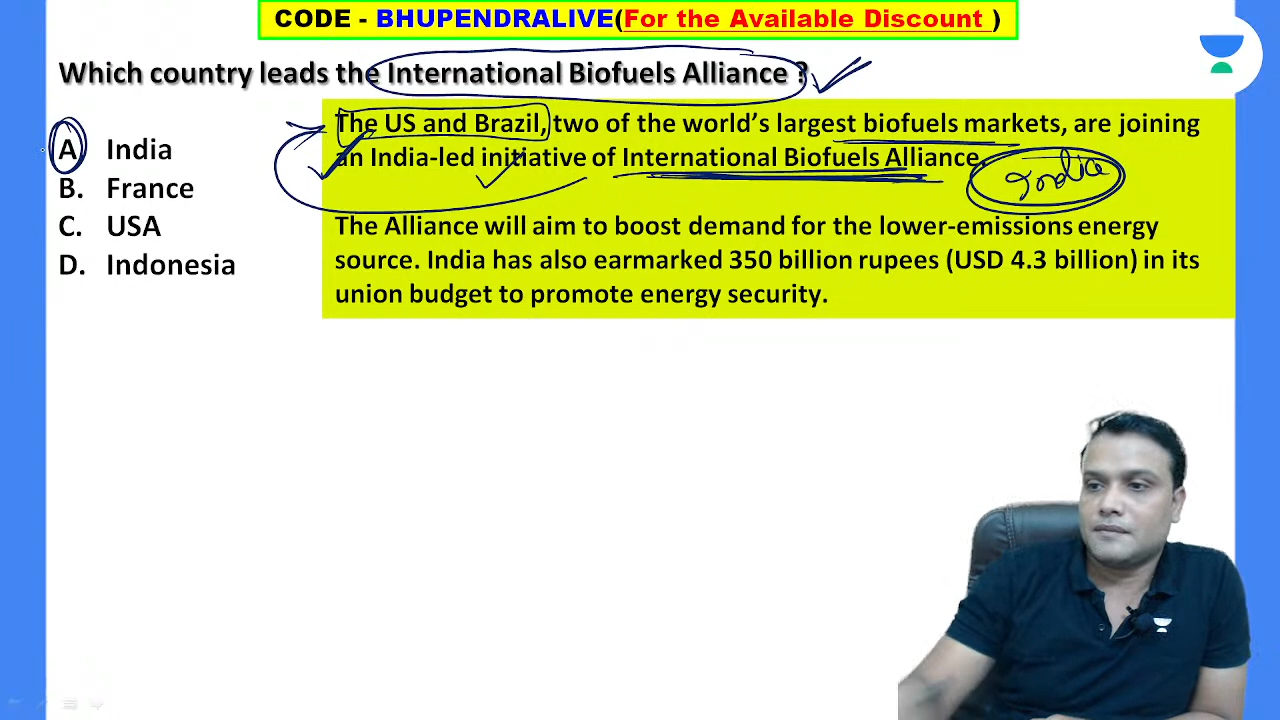 CODE - BHUPENDRALIVE(For the Available Discount )
Which country leads the International Biofuels Alliance ?
A. India
B. France
C. USA
D. Indonesia
The US and Brazil, two of the world's largest biofuels markets, are joining
an India-led initiative of International Biofuels Alliance.
India
The Alliance will aim to boost demand for the lower-emissions energy
source. India has also earmarked 350 billion rupees (USD 4.3 billion) in its
union budget to promote energy security.